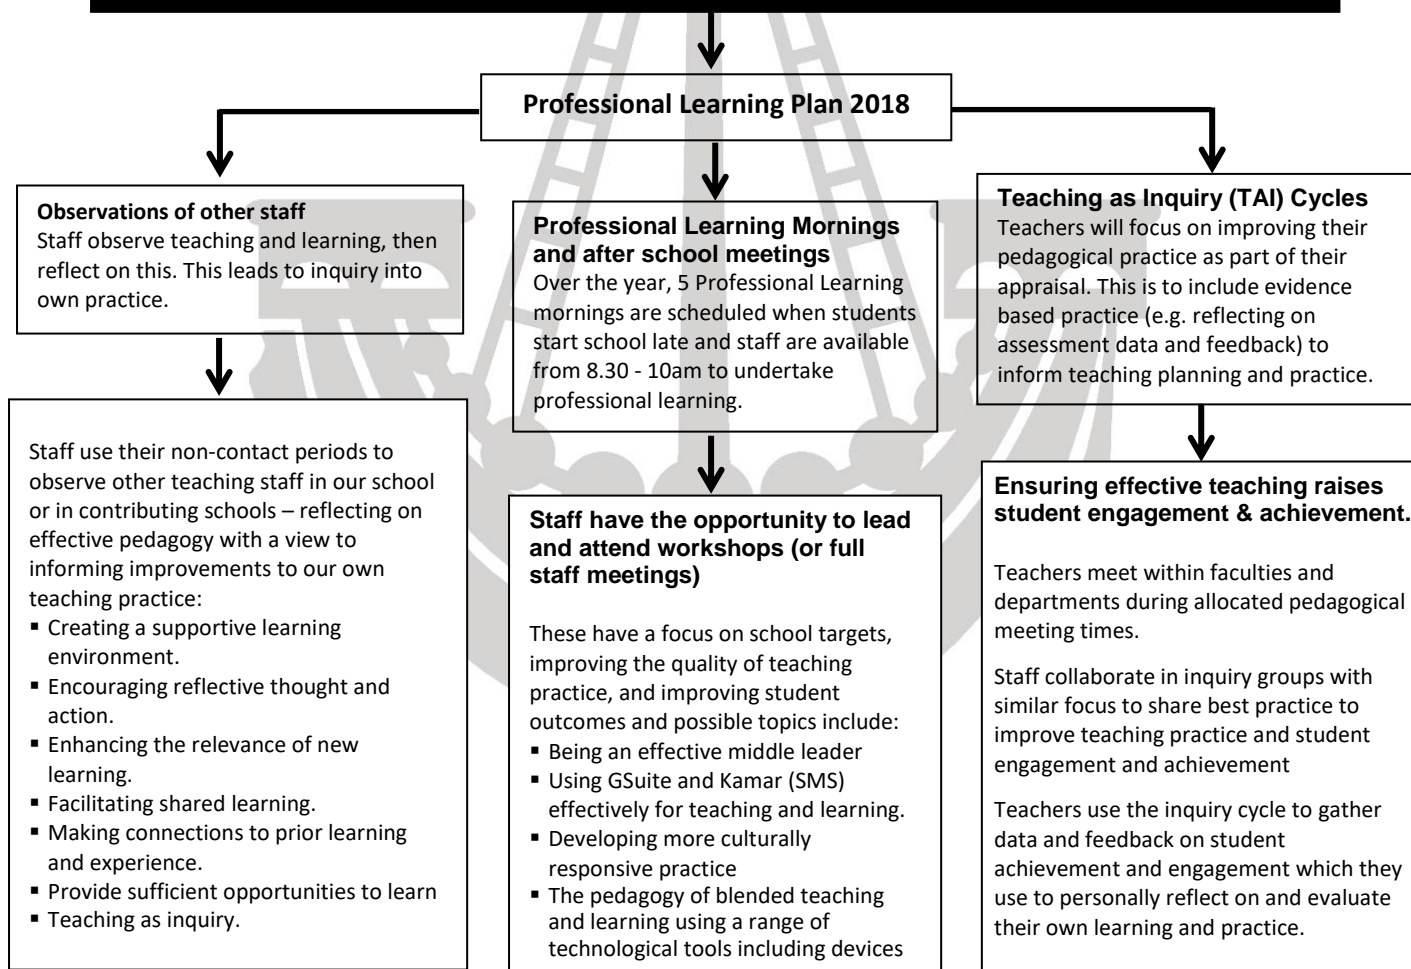 Professional Learning Plan 2018
Observations of other staff
Staff observe teaching and learning, then
reflect on this. This leads to inquiry into
own practice.
Staff use their non-contact periods to
observe other teaching staff in our school
or in contributing schools – reflecting on
effective pedagogy with a view to
informing improvements to our own
teaching practice:
▪ Creating a supportive learning
environment.
▪ Encouraging reflective thought and
action.
▪ Enhancing the relevance of new
learning.
▪ Facilitating shared learning.
▪ Making connections to prior learning
and experience.
▪ Provide sufficient opportunities to learn
▪ Teaching as inquiry.
Professional Learning Mornings
and after school meetings
Over the year, 5 Professional Learning
mornings are scheduled when students
start school late and staff are available
from 8.30 - 10am to undertake
professional learning.
Staff have the opportunity to lead
and attend workshops (or full
staff meetings)
These have a focus on school targets,
improving the quality of teaching
practice, and improving student
outcomes and possible topics include:
▪ Being an effective middle leader
▪ Using GSuite and Kamar (SMS)
effectively for teaching and learning.
▪ Developing more culturally
responsive practice
▪ The pedagogy of blended teaching
and learning using a range of
technological tools including devices
Teaching as Inquiry (TAI) Cycles
Teachers will focus on improving their
pedagogical practice as part of their
appraisal. This is to include evidence
based practice (e.g. reflecting on
assessment data and feedback) to
inform teaching planning and practice.
Ensuring effective teaching raises
student engagement & achievement.
Teachers meet within faculties and
departments during allocated pedagogical
meeting times.
Staff collaborate in inquiry groups with
similar focus to share best practice to
improve teaching practice and student
engagement and achievement
Teachers use the inquiry cycle to gather
data and feedback on student
achievement and engagement which they
use to personally reflect on and evaluate
their own learning and practice.